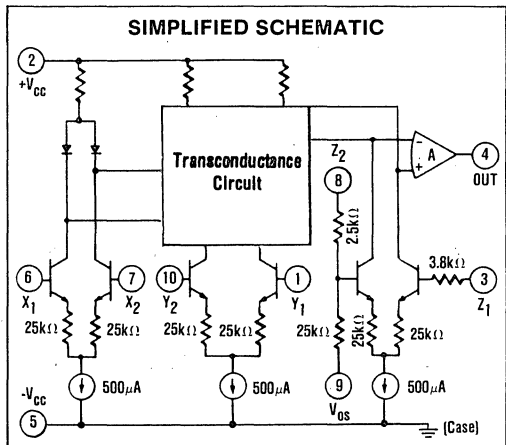 SIMPLIFIED SCHEMATIC
2
+Vcc
Transconductance
Circuit
Z2
8
2.5kΩ
-
A
+
4
OUT
6
X1
7
X2
10
Y2
1
Y1
3.8kΩ
3
Z1
25kΩ
25kΩ
25kΩ
25kΩ
25kΩ
25kΩ
25kΩ
500µA
500µA
9
VOS
500µA
-Vcc
5
(Case)